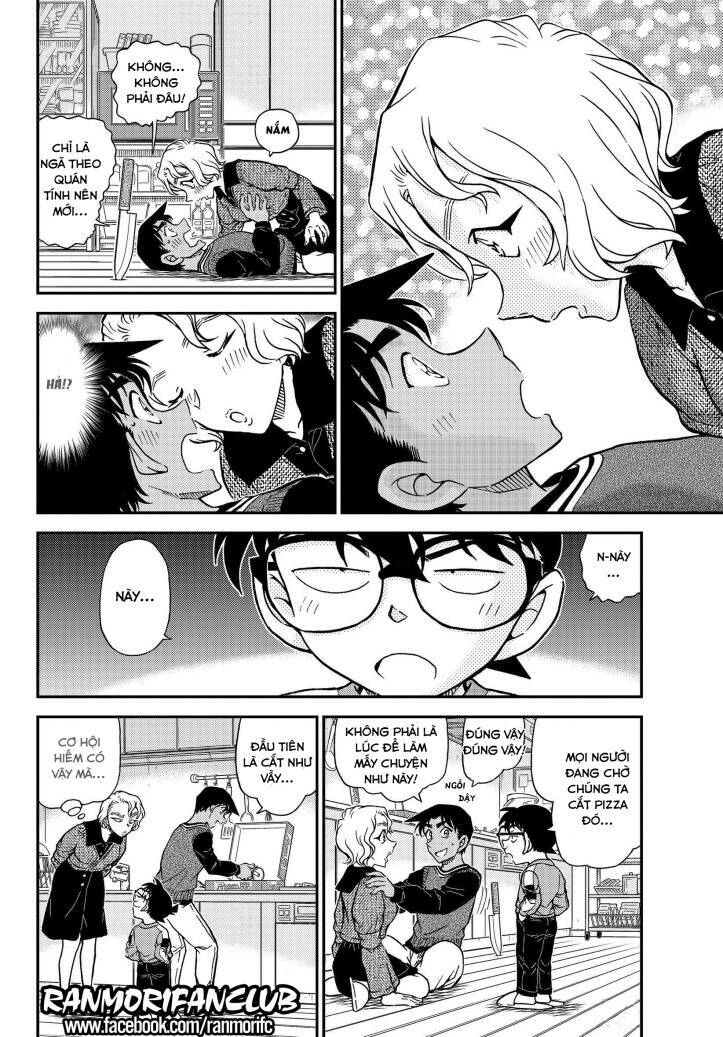 NẮM
KHÔNG...
KHÔNG
PHẢI ĐÂU!
CHỈ LÀ
NGÃ THEO
QUÁN
TÍNH NÊN
MỚI...
HẢ!?
N-NÀY
...
NÀY...
MỌI NGƯỜI
ĐANG CHỜ
CHÚNG TA
CẮT PIZZA
ĐÓ...
ĐÚNG VẬY
ĐÚNG VẬY!
KHÔNG PHẢI LÀ
LÚC ĐỂ LÀM
MẤY CHUYỆN
NHƯ NÀY!
NGỒI
DẬY
ĐẦU TIÊN
LÀ CẮT NHƯ
VẦY...
CƠ HỘI
HIẾM CÓ
VẬY MÀ...
RANMORIFANCLUB
www.facebook.com/ranmorifc